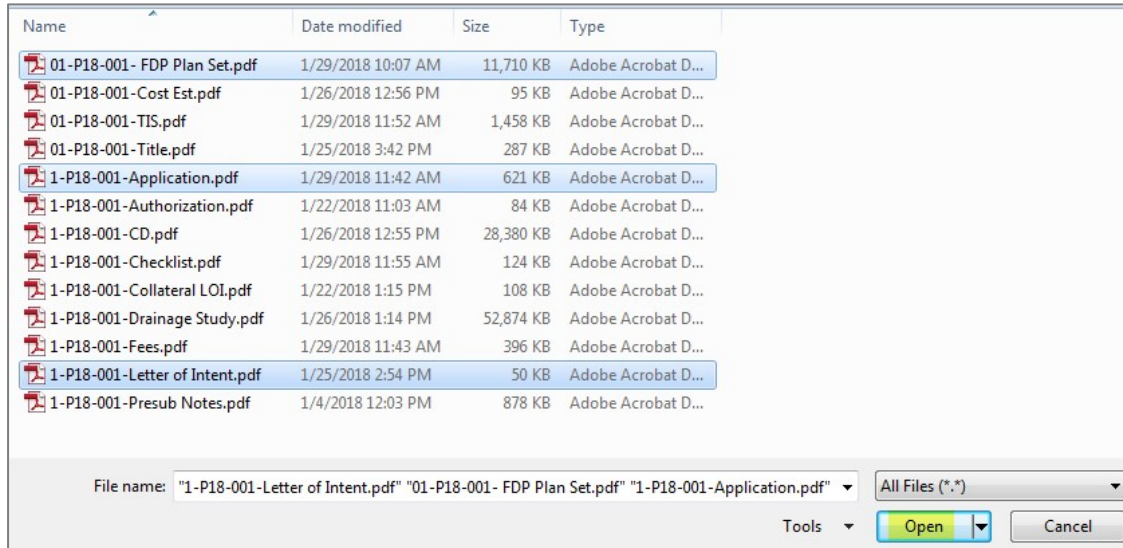 Name Date modified Size Type
01-P18-001- FDP Plan Set.pdf 1/29/2018 10:07 AM 11,710 KB Adobe Acrobat D...
01-P18-001-Cost Est.pdf 1/26/2018 12:56 PM 95 KB Adobe Acrobat D...
01-P18-001-TIS.pdf 1/29/2018 11:52 AM 1,458 KB Adobe Acrobat D...
01-P18-001-Title.pdf 1/25/2018 3:42 PM 287 KB Adobe Acrobat D...
1-P18-001-Application.pdf 1/29/2018 11:42 AM 621 KB Adobe Acrobat D...
1-P18-001-Authorization.pdf 1/22/2018 11:03 AM 84 KB Adobe Acrobat D...
1-P18-001-CD.pdf 1/26/2018 12:55 PM 28,380 KB Adobe Acrobat D...
1-P18-001-Checklist.pdf 1/29/2018 11:55 AM 124 KB Adobe Acrobat D...
1-P18-001-Collateral LOI.pdf 1/22/2018 1:15 PM 108 KB Adobe Acrobat D...
1-P18-001-Drainage Study.pdf 1/26/2018 1:14 PM 52,874 KB Adobe Acrobat D...
1-P18-001-Fees.pdf 1/29/2018 11:43 AM 396 KB Adobe Acrobat D...
1-P18-001-Letter of Intent.pdf 1/25/2018 2:54 PM 50 KB Adobe Acrobat D...
1-P18-001-Presub Notes.pdf 1/4/2018 12:03 PM 878 KB Adobe Acrobat D...
File name: "1-P18-001-Letter of Intent.pdf" "01-P18-001- FDP Plan Set.pdf" "1-P18-001-Application.pdf" All Files (*.*)
Tools Open Cancel